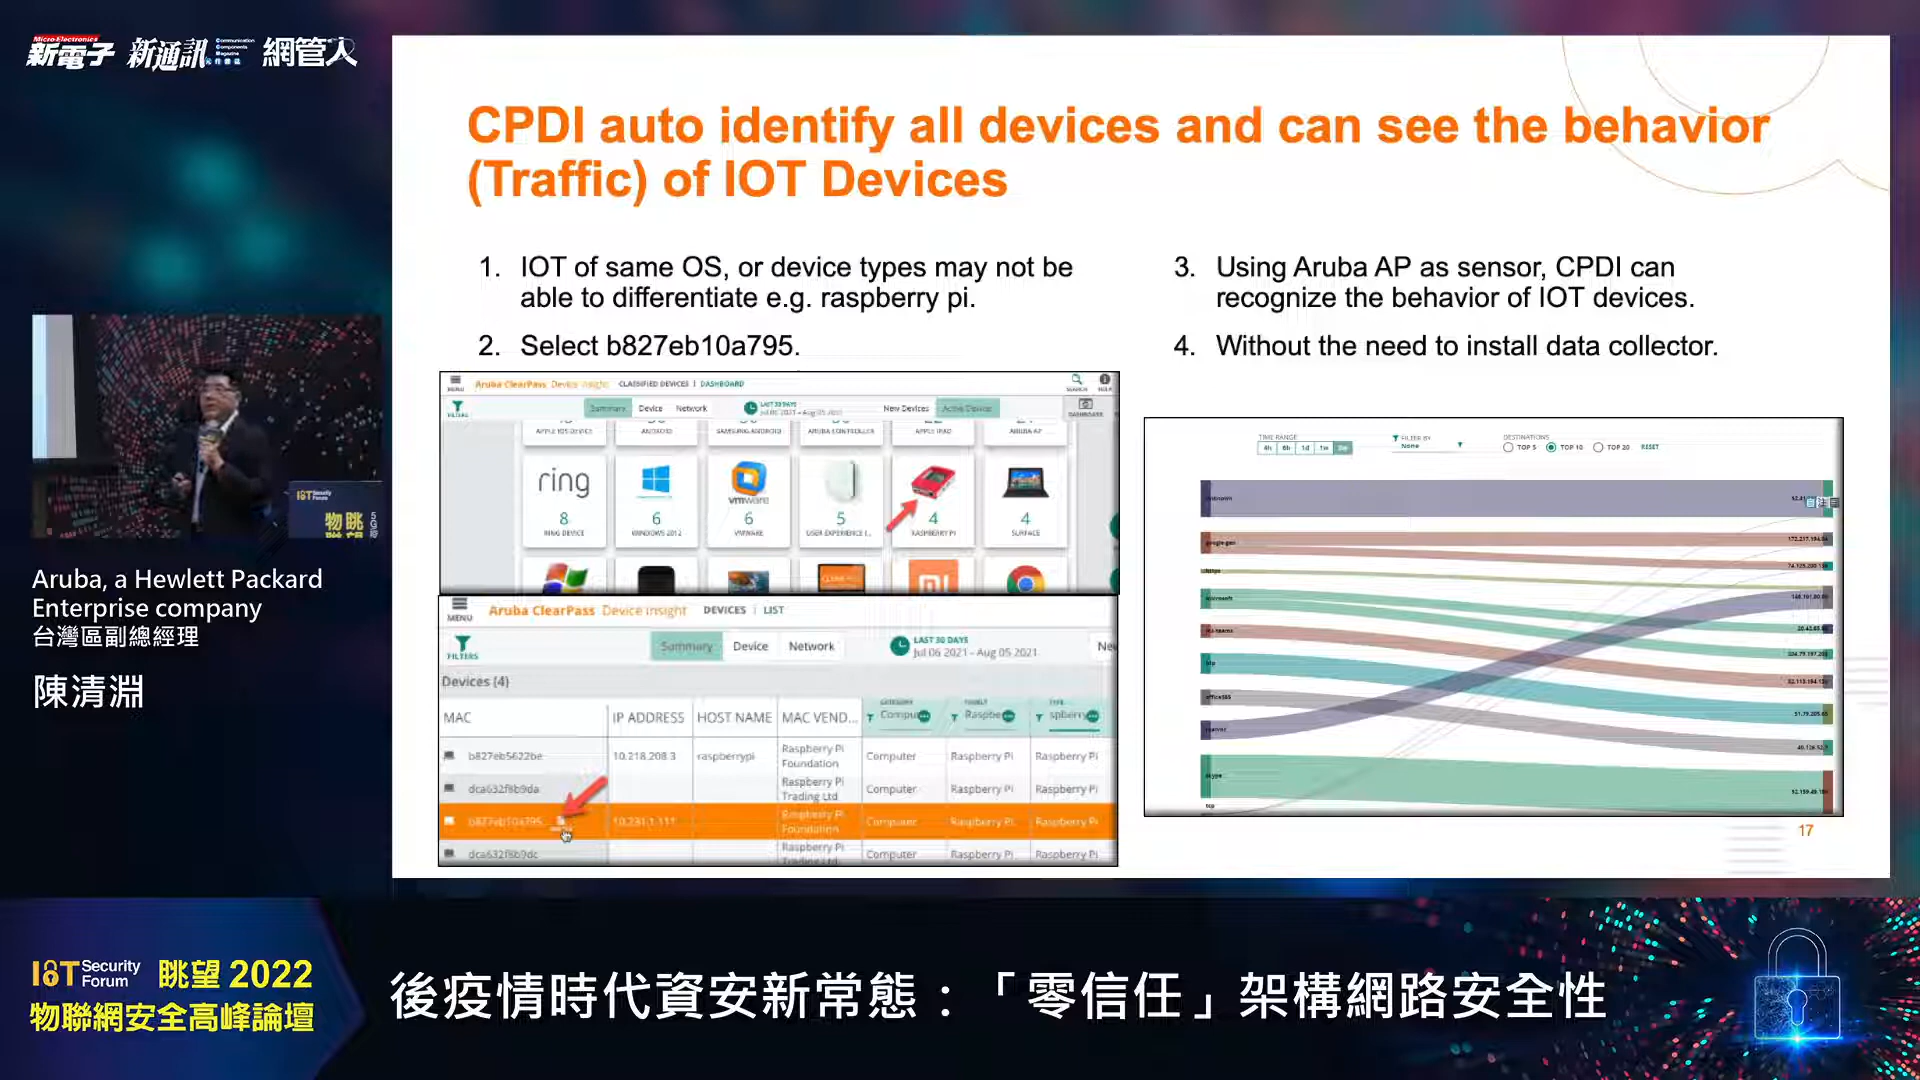 Micro-Electronics
新電子 新通訊 網管人
Communication
Components
Magazine
CPDI auto identify all devices and can see the behavior
(Traffic) of IOT Devices
1. IOT of same OS, or device types may not be
able to differentiate e.g. raspberry pi.
2. Select b827eb10a795.
3. Using Aruba AP as sensor, CPDI can
recognize the behavior of IOT devices.
4. Without the need to install data collector.
MENU Aruba ClearPass Device Insight CLASSIFIED DEVICES | DASHBOARD SEARCH HELP
FILTERS Summary Device Network LAST 30 DAYS
Jul 06 2021 - Aug 05 2021 New Devices Active Devices DASHBOARD
APPLE IOS DEVICE ANDROID SAMSUNG ANDROID ARUBA CONTROLLER APPLE IPAD ARUBA AP
ring vmware
8 6 6 5 4 4
RING DEVICE WINDOWS 2012 VMWARE USER EXPERIENCE I... RASPBERRY PI SURFACE
MENU Aruba ClearPass Device Insight DEVICES | LIST
FILTERS Summary Device Network LAST 30 DAYS
Jul 06 2021 - Aug 05 2021
Devices (4)
MAC IP ADDRESS HOST NAME MAC VEND...
b827eb5622be 10.218.208.3 raspberrypi Raspberry Pi Foundation Computer Raspberry Pi Raspberry Pi
dca632f8b9da Raspberry Pi Trading Ltd Computer Raspberry Pi Raspberry Pi
b827eb10a795 10.231.1.111 Raspberry Pi Foundation Computer Raspberry Pi Raspberry Pi
dca632f8b9dc Raspberry Pi Trading Ltd Computer Raspberry Pi Raspberry Pi
TIME RANGE
4h 6h 1d 1w
FILTER BY
None
DESTINATIONS
TOP 5 TOP 10 TOP 20 RESET
office365
skype
tcp
17
IoT Security
Forum
Aruba, a Hewlett Packard
Enterprise company
台灣區副總經理
陳清淵
IoT Security Forum 眺望 2022
物聯網安全高峰論壇
後疫情時代資安新常態：「零信任」架構網路安全性